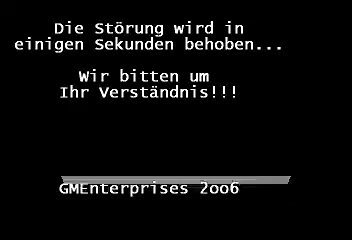 Die Störung wird in
einigen Sekunden behoben...
Wir bitten um
Ihr Verständnis!!!
GMEnterprises 2oo6